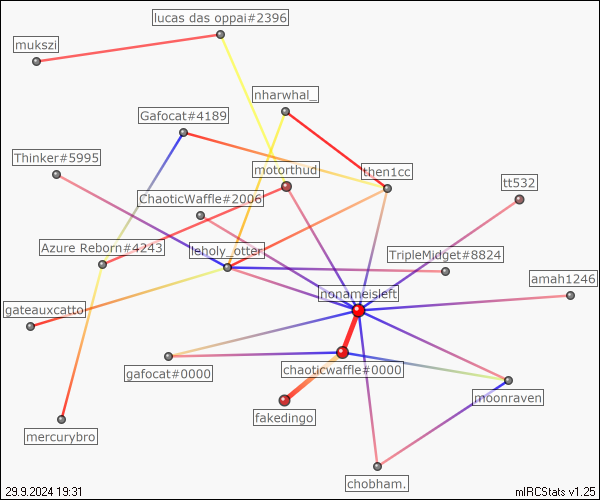 lucas das oppai#2396
mukszi
nharwhal_
Gafocat#4189
Thinker#5995
motorthud
then1cc
tt532
ChaoticWaffle#2006
Azure Reborn#4243
leholy_otter
TripleMidget#8824
amah1246
nonameisleft
gateauxcatto
gafocat#0000
chaoticwaffle#0000
moonraven
fakedingo
mercurybro
chobham.
29.9.2024 19:31
mIRCStats v1.25